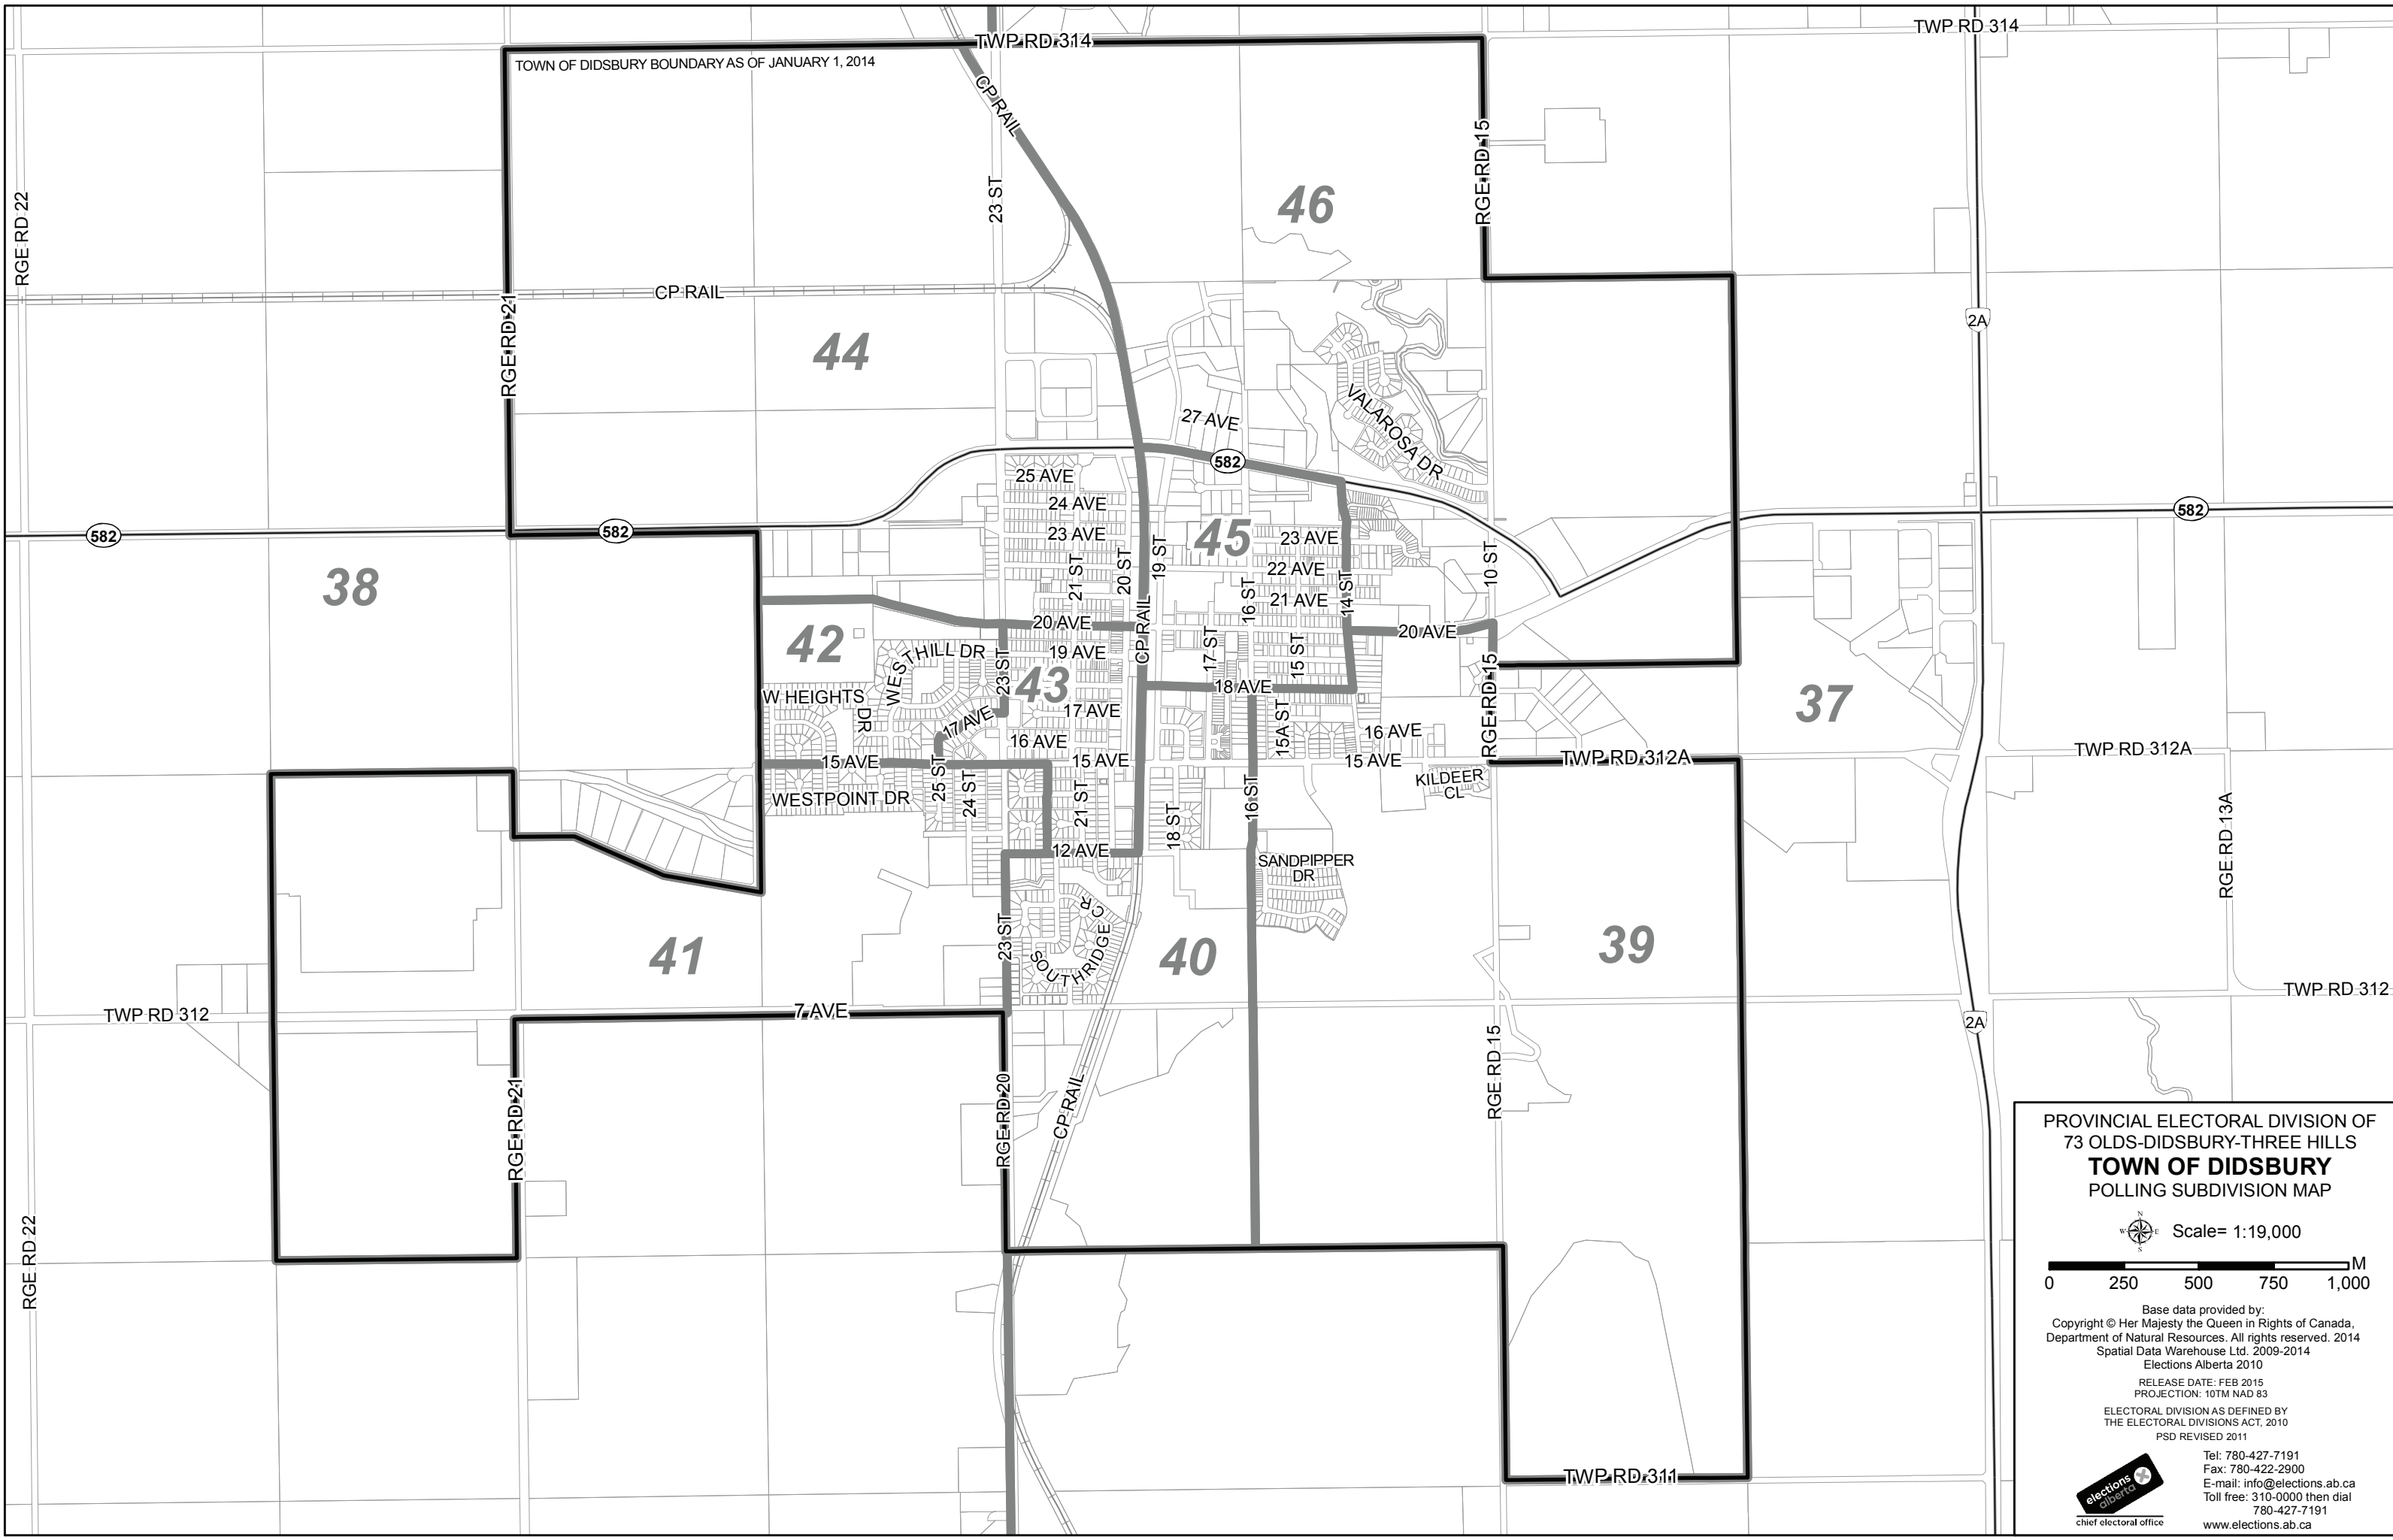 TWP RD 314
TWP RD 314
TOWN OF DIDSBURY BOUNDARY AS OF JANUARY 1, 2014
CP RAIL
RGE RD 15
23 ST
46
RGE RD 22
CP RAIL
RGE RD 21
2A
44
27 AVE
VALAROSA DR
582
25 AVE
24 AVE
582
582
582
23 AVE
45
23 AVE
19 ST
20 ST
21 ST
22 AVE
10 ST
38
16 ST
21 AVE
14 ST
20 AVE
CP RAIL
20 AVE
42
WESTHILL DR
19 AVE
17 ST
15 ST
23 ST
43
18 AVE
RGE RD 15
37
W HEIGHTS
DR
17 AVE
17 AVE
15A ST
16 AVE
16 AVE
TWP RD 312A
15 AVE
15 AVE
15 AVE
TWP RD 312A
25 ST
24 ST
KILDEER
CL
WESTPOINT DR
21 ST
18 ST
16 ST
RGE RD 13A
12 AVE
SANDPIPPER
DR
23 ST
SOUTHRIDGE CR
41
40
39
TWP RD 312
7 AVE
TWP RD 312
2A
RGE RD 21
RGE RD 20
CP RAIL
RGE RD 15
RGE RD 22
TWP RD 311
PROVINCIAL ELECTORAL DIVISION OF
73 OLDS-DIDSBURY-THREE HILLS
TOWN OF DIDSBURY
POLLING SUBDIVISION MAP
N
W E
S
Scale= 1:19,000
M
0 250 500 750 1,000
Base data provided by:
Copyright © Her Majesty the Queen in Rights of Canada,
Department of Natural Resources. All rights reserved. 2014
Spatial Data Warehouse Ltd. 2009-2014
Elections Alberta 2010
RELEASE DATE: FEB 2015
PROJECTION: 10TM NAD 83
ELECTORAL DIVISION AS DEFINED BY
THE ELECTORAL DIVISIONS ACT, 2010
PSD REVISED 2011
elections
alberta
chief electoral office
Tel: 780-427-7191
Fax: 780-422-2900
E-mail: info@elections.ab.ca
Toll free: 310-0000 then dial
780-427-7191
www.elections.ab.ca